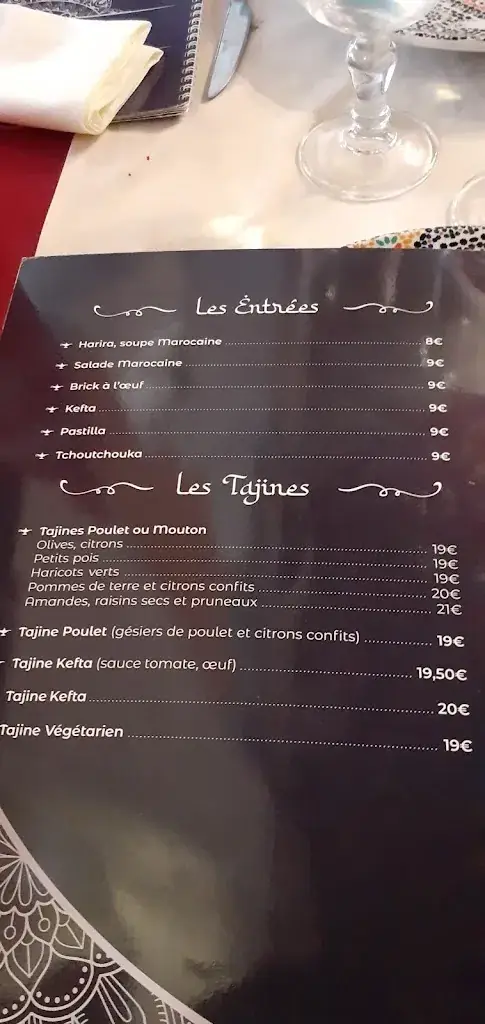 Les Éntrées
Harira, soupe Marocaine 8€
Salade Marocaine 9€
Brick à l'œuf 9€
Kefta 9€
Pastilla 9€
Tchoutchouka 9€
Les Tajines
Tajines Poulet ou Mouton
Olives, citrons 19€
Petits pois 19€
Haricots verts 19€
Pommes de terre et citrons confits 20€
Amandes, raisins secs et pruneaux 21€
Tajine Poulet (gésiers de poulet et citrons confits) 19€
Tajine Kefta (sauce tomate, œuf) 19,50€
Tajine Kefta 20€
Tajine Végétarien 19€